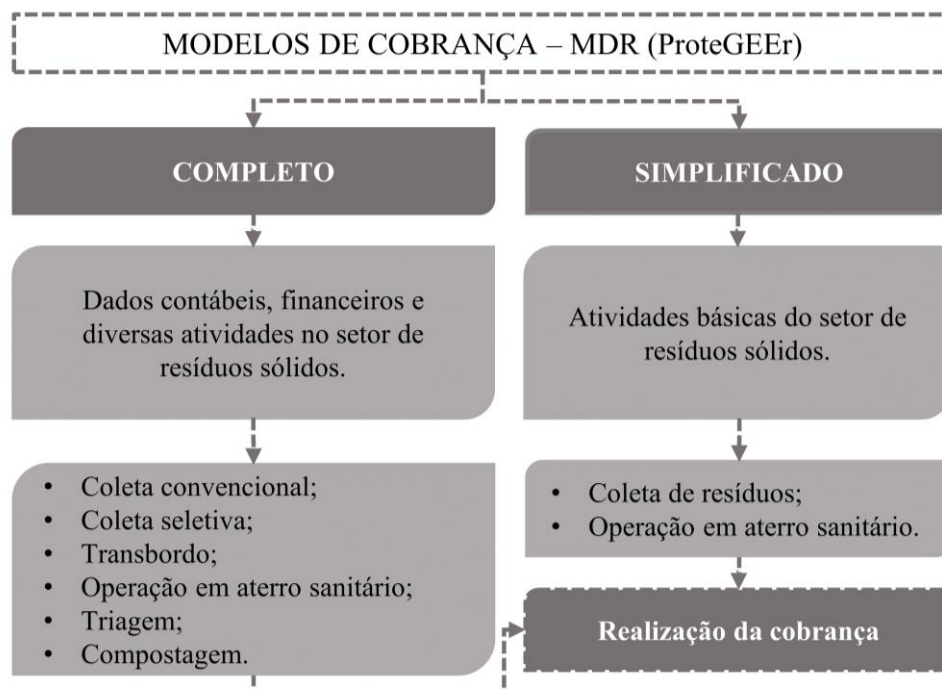 MODELOS DE COBRANÇA – MDR (ProteGEEr)
COMPLETO
Dados contábeis, financeiros e
diversas atividades no setor de
resíduos sólidos.
• Coleta convencional;
• Coleta seletiva;
• Transbordo;
• Operação em aterro sanitário;
• Triagem;
• Compostagem.
SIMPLIFICADO
Atividades básicas do setor de
resíduos sólidos.
• Coleta de resíduos;
• Operação em aterro sanitário.
Realização da cobrança